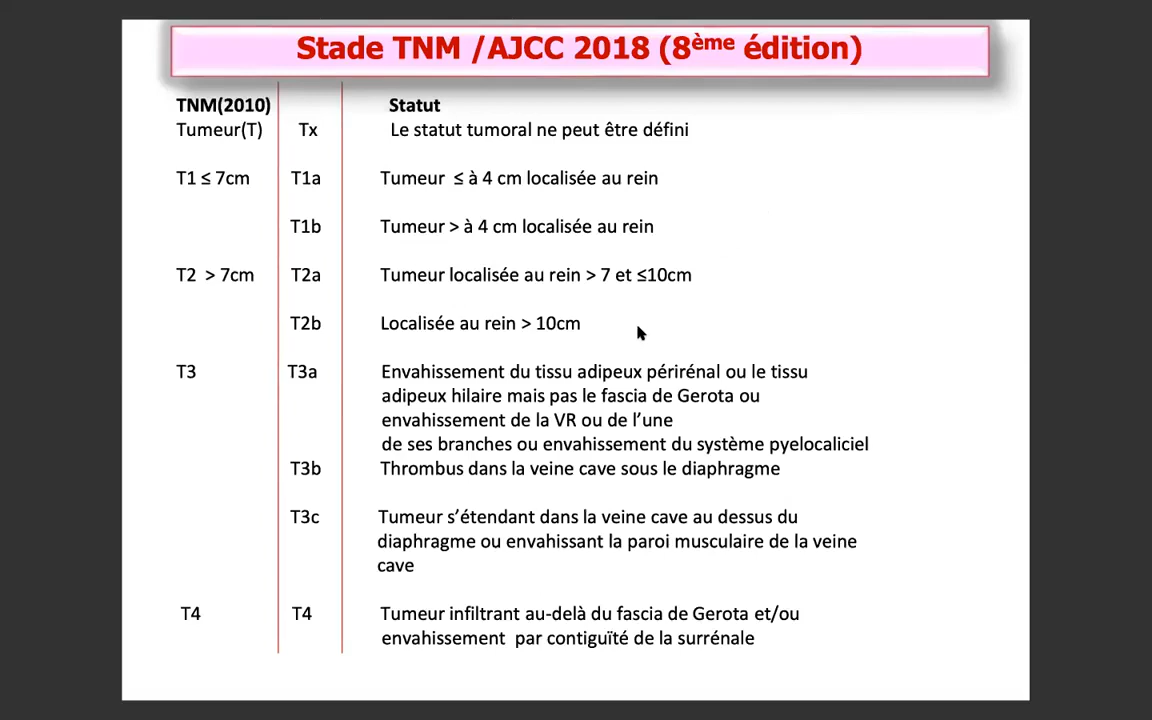 Stade TNM /AJCC 2018 (8ème édition)
TNM(2010) Statut
Tumeur(T) Tx Le statut tumoral ne peut être défini
T1 ≤ 7cm T1a Tumeur ≤ à 4 cm localisée au rein
T1b Tumeur > à 4 cm localisée au rein
T2 > 7cm T2a Tumeur localisée au rein > 7 et ≤10cm
T2b Localisée au rein > 10cm
T3 T3a Envahissement du tissu adipeux périrénal ou le tissu
adipeux hilaire mais pas le fascia de Gerota ou
envahissement de la VR ou de l’une
de ses branches ou envahissement du système pyelocaliciel
T3b Thrombus dans la veine cave sous le diaphragme
T3c Tumeur s’étendant dans la veine cave au dessus du
diaphragme ou envahissant la paroi musculaire de la veine
cave
T4 T4 Tumeur infiltrant au-delà du fascia de Gerota et/ou
envahissement par contiguïté de la surrénale